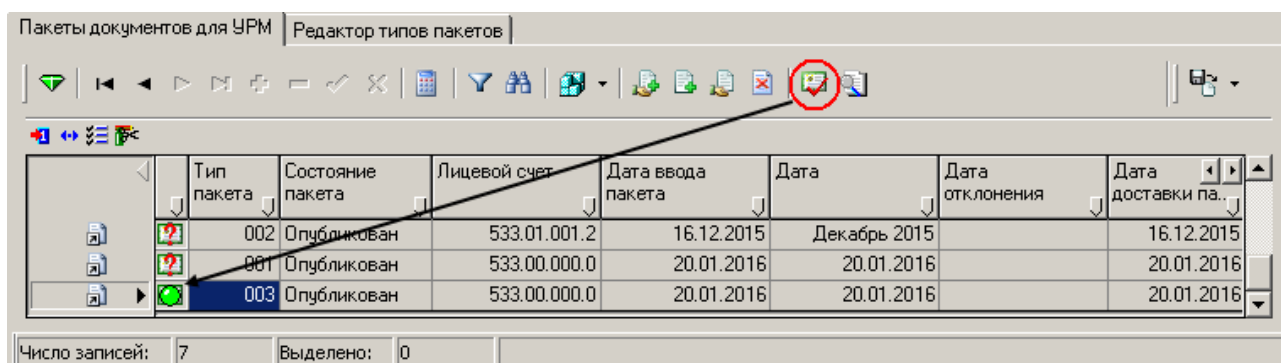 Пакеты документов для УРМ Редактор типов пакетов
Тип пакета Состояние пакета Лицевой счет Дата ввода пакета Дата Дата отклонения Дата доставки па...
002 Опубликован 533.01.001.2 16.12.2015 Декабрь 2015 16.12.2015
001 Опубликован 533.00.000.0 20.01.2016 20.01.2016 20.01.2016
003 Опубликован 533.00.000.0 20.01.2016 20.01.2016 20.01.2016
Число записей: 7 Выделено: 0